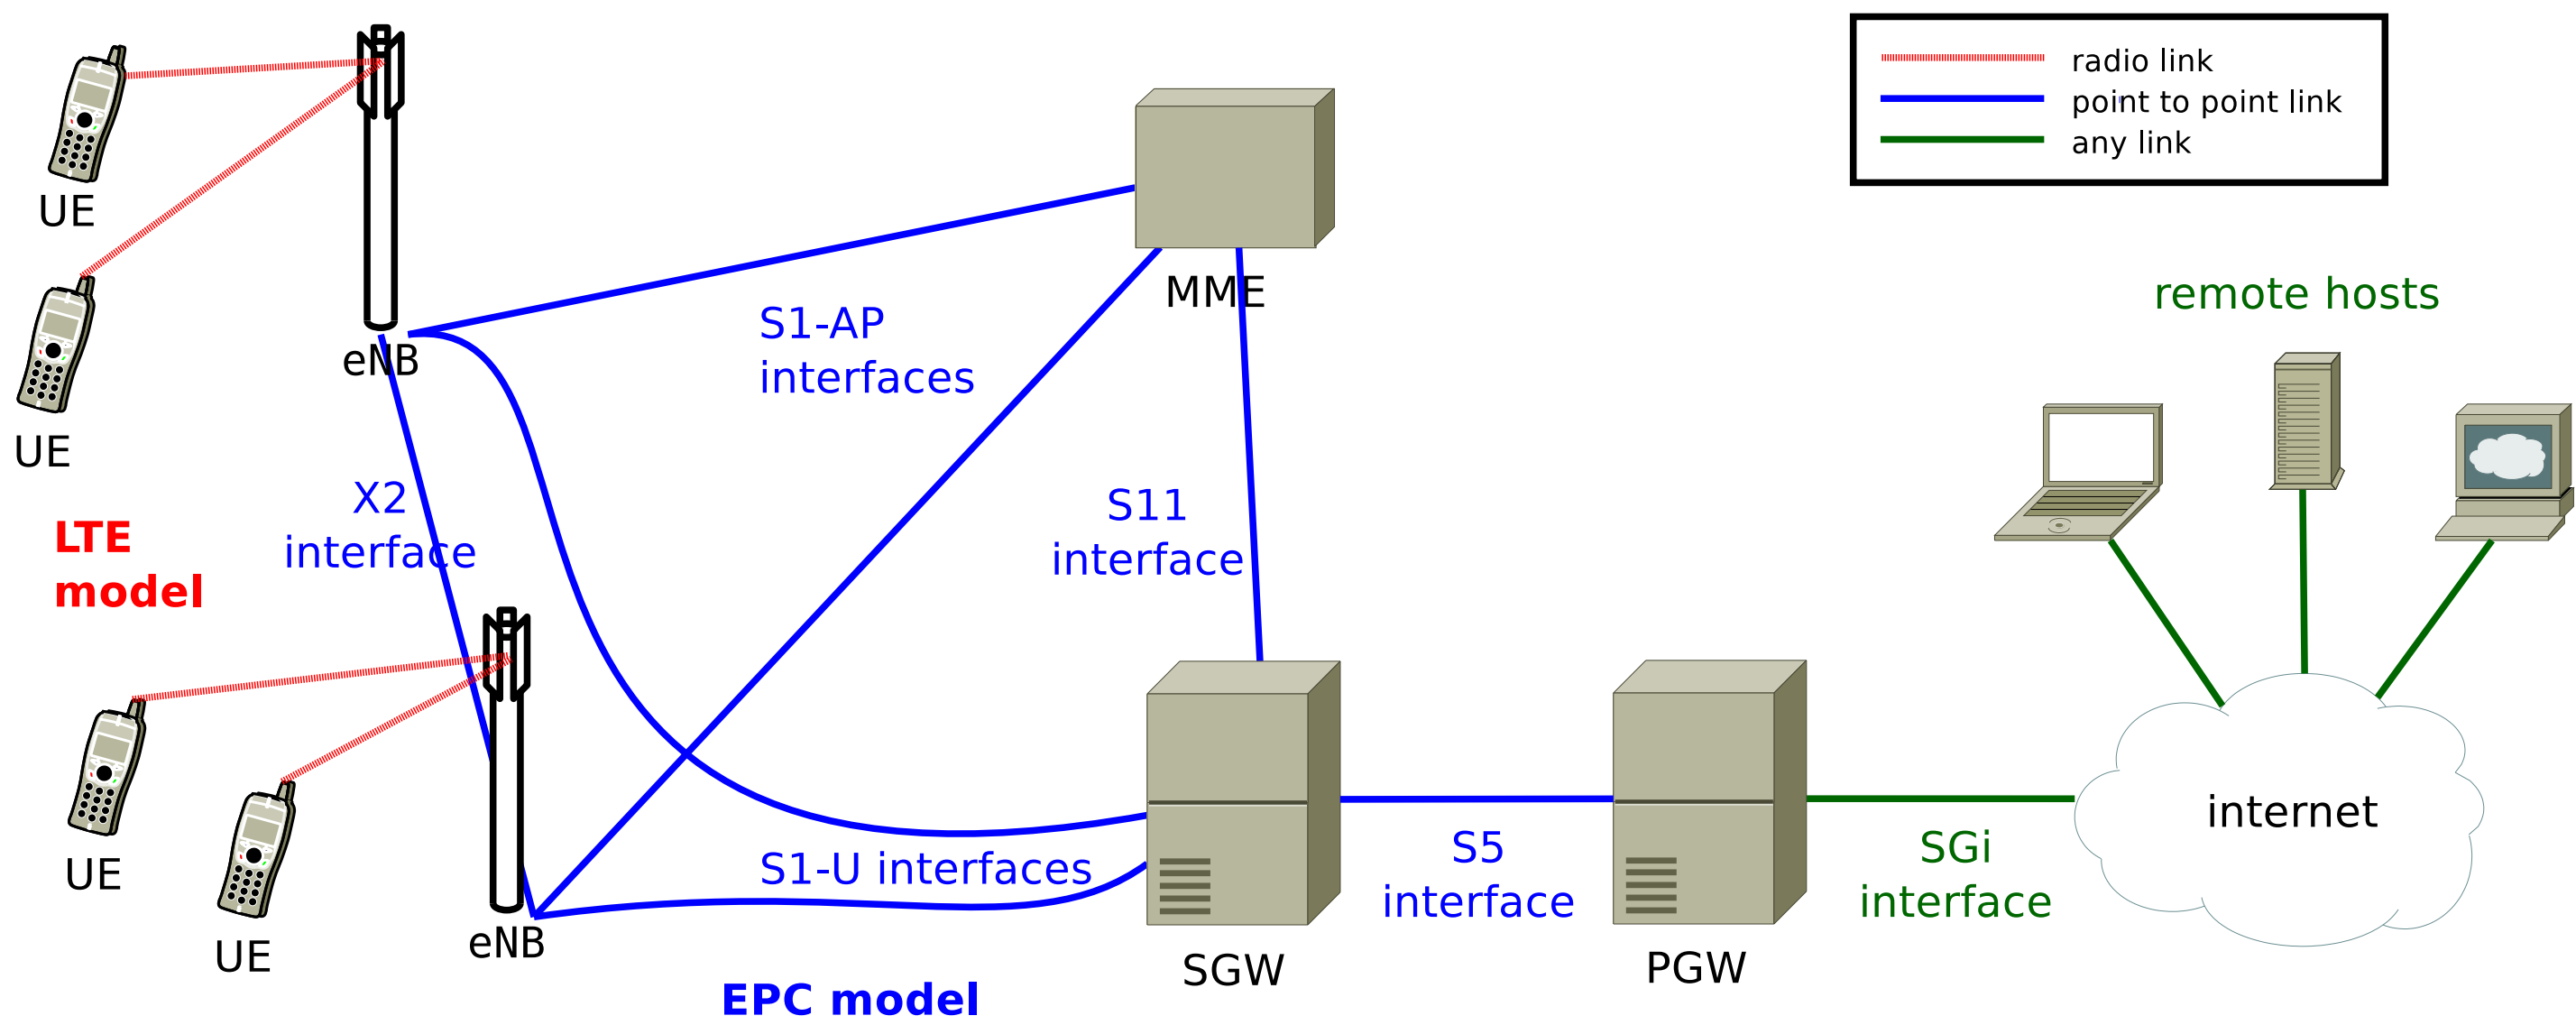 radio link
point to point link
any link
UE
MME
remote hosts
S1-AP
interfaces
eNB
UE
X2
interface
S11
interface
LTE
model
internet
S1-U interfaces
S5
interface
SGi
interface
UE
eNB
UE
SGW
PGW
EPC model